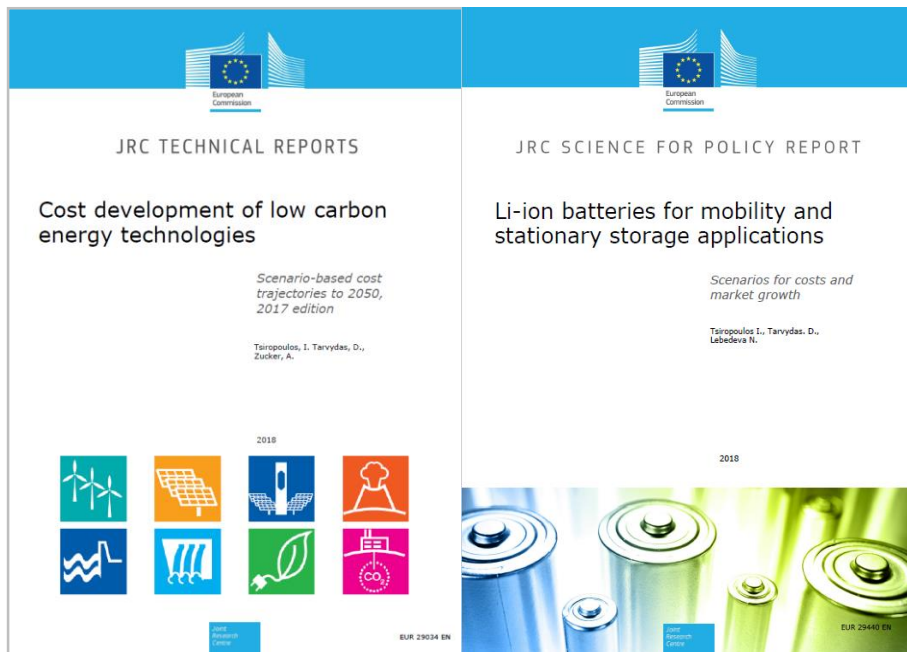 European
Commission
JRC TECHNICAL REPORTS
Cost development of low carbon
energy technologies
Scenario-based cost
trajectories to 2050,
2017 edition
Tsiropoulos, I. Tarvydas, D.,
Zucker, A.
2018
CO₂
Joint
Research
Centre
EUR 29034 EN
European
Commission
JRC SCIENCE FOR POLICY REPORT
Li-ion batteries for mobility and
stationary storage applications
Scenarios for costs and
market growth
Tsiropoulos I., Tarvydas. D.,
Lebedeva N.
2018
EUR 29440 EN
Joint
Research
Centre